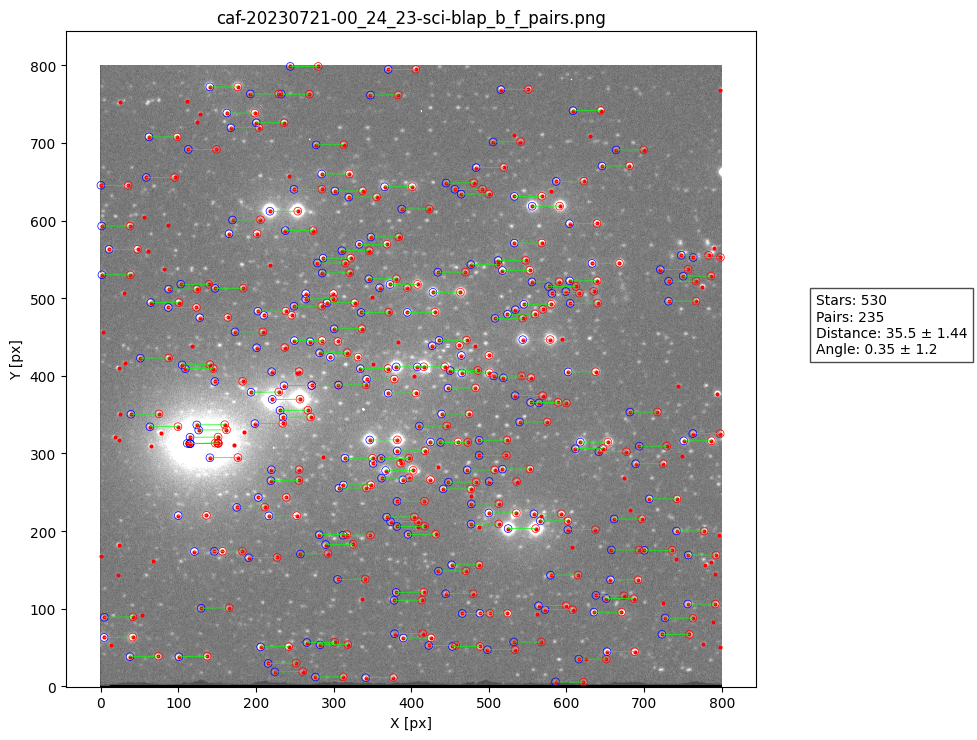 caf-20230721-00_24_23-sci-blap_b_f_pairs.png
800
700
600
500
400
300
200
100
0
Y [px]
0 100 200 300 400 500 600 700 800
X [px]
Stars: 530
Pairs: 235
Distance: 35.5 ± 1.44
Angle: 0.35 ± 1.2